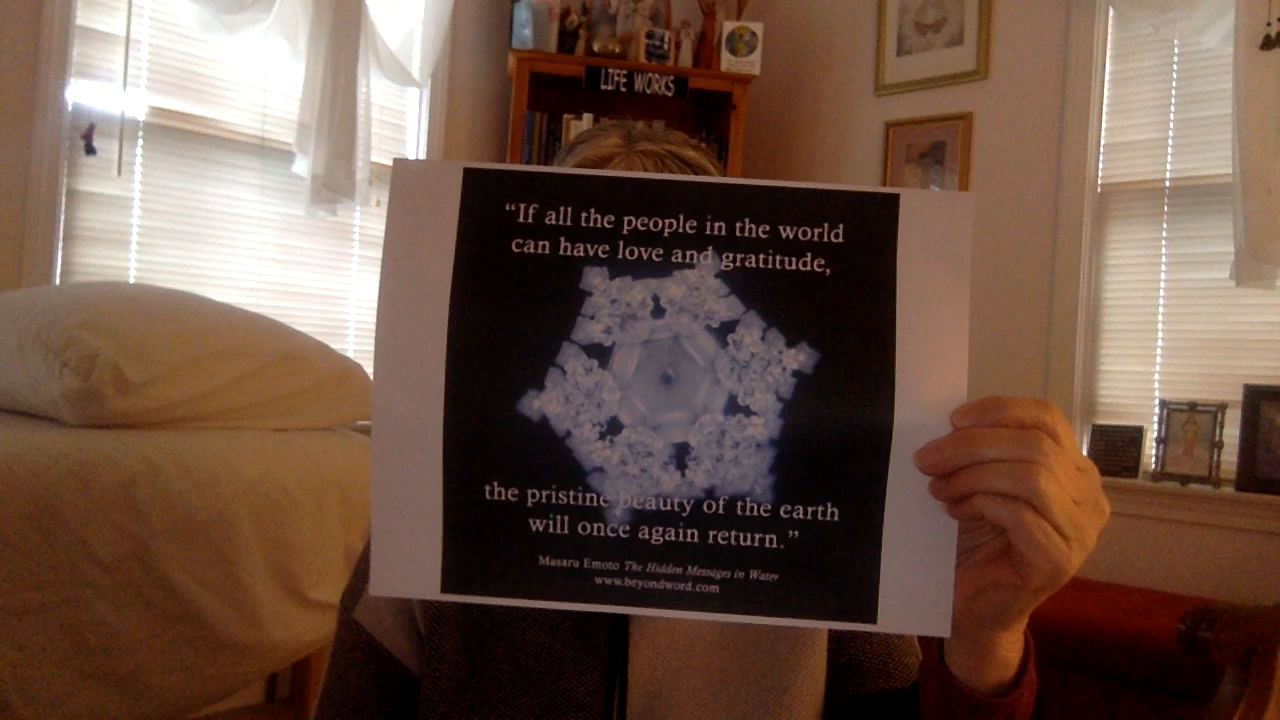 LIFE WORKS
“If all the people in the world
can have love and gratitude,
the pristine beauty of the earth
will once again return.”
Masaru Emoto The Hidden Messages in Water
www.beyondword.com